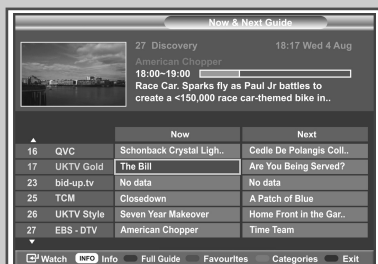 Now & Next Guide
27 Discovery 18:17 Wed 4 Aug
American Chopper
18:00~19:00
Race Car. Sparks fly as Paul Jr battles to
create a <150,000 race car-themed bike in..
Now Next
16 QVC Schonback Crystal Ligh.. Cedle De Polangis Coll..
17 UKTV Gold The Bill Are You Being Served?
23 bid-up.tv No data No data
25 TCM Closedown A Patch of Blue
26 UKTV Style Seven Year Makeover Home Front in the Gar..
27 EBS - DTV American Chopper Time Team
Watch INFO Info Full Guide Favourites Categories Exit